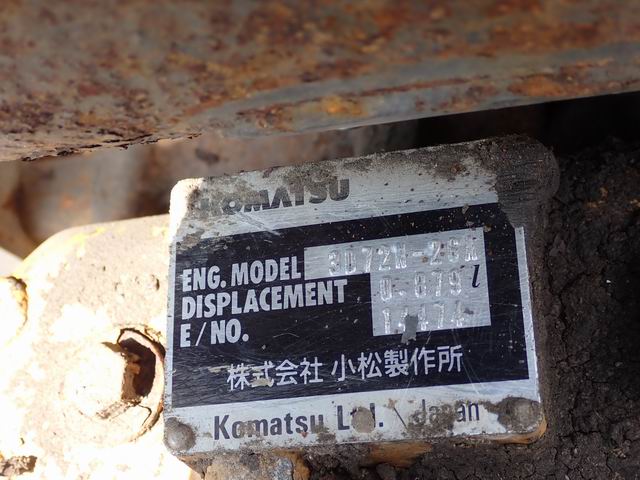 KOMATSU
ENG. MODEL 3D72N-2CA
DISPLACEMENT 0.879 l
E/NO.
株式会社 小松製作所
Komatsu Ltd. Japan